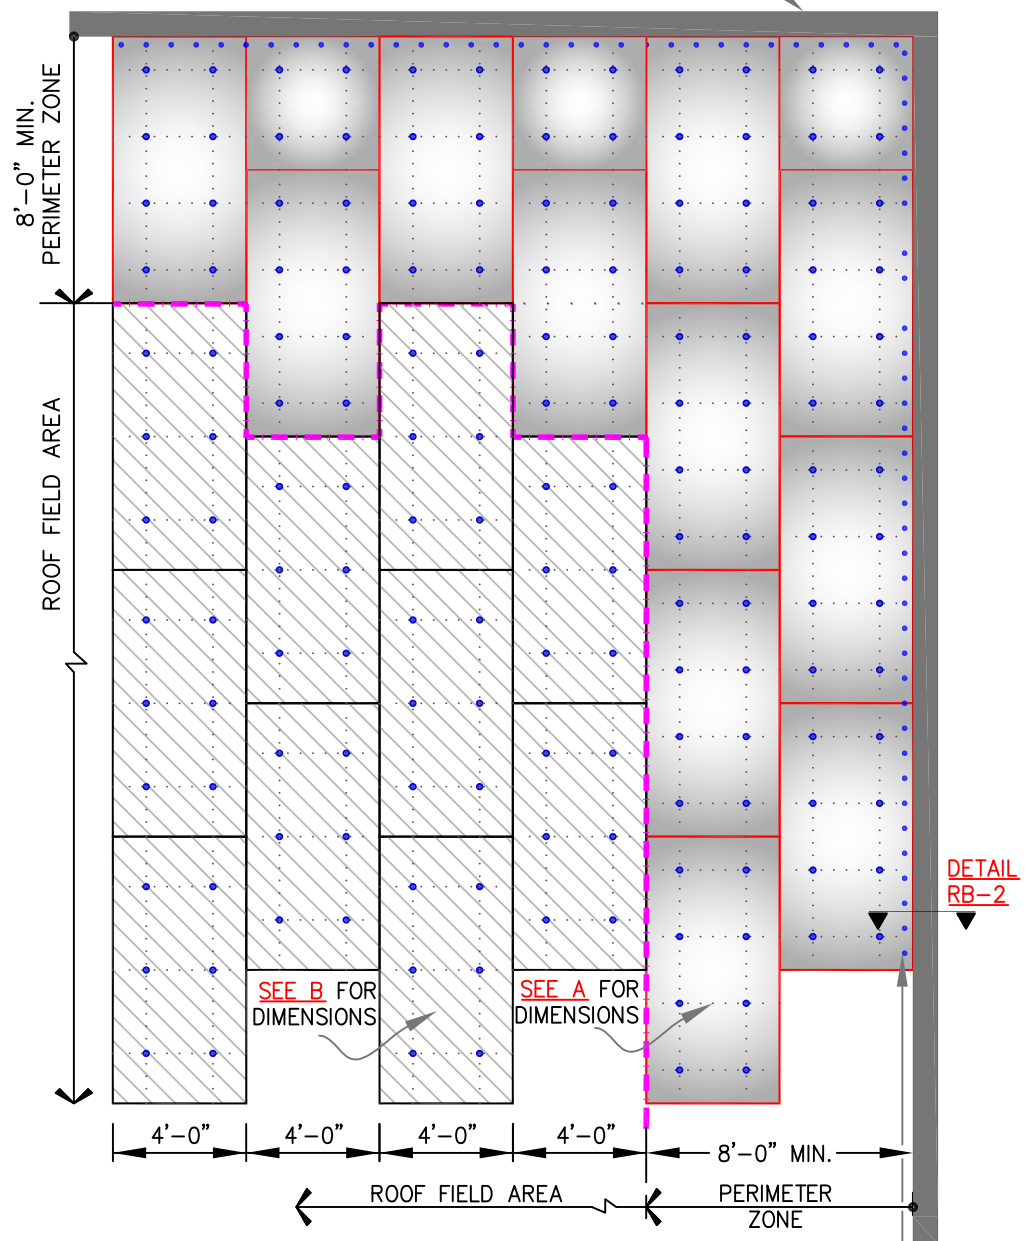 8'-0" MIN.
PERIMETER ZONE
ROOF FIELD AREA
DETAIL
RB-2
SEE B FOR
DIMENSIONS
SEE A FOR
DIMENSIONS
4'-0"
4'-0"
4'-0"
4'-0"
8'-0" MIN.
ROOF FIELD AREA
PERIMETER
ZONE